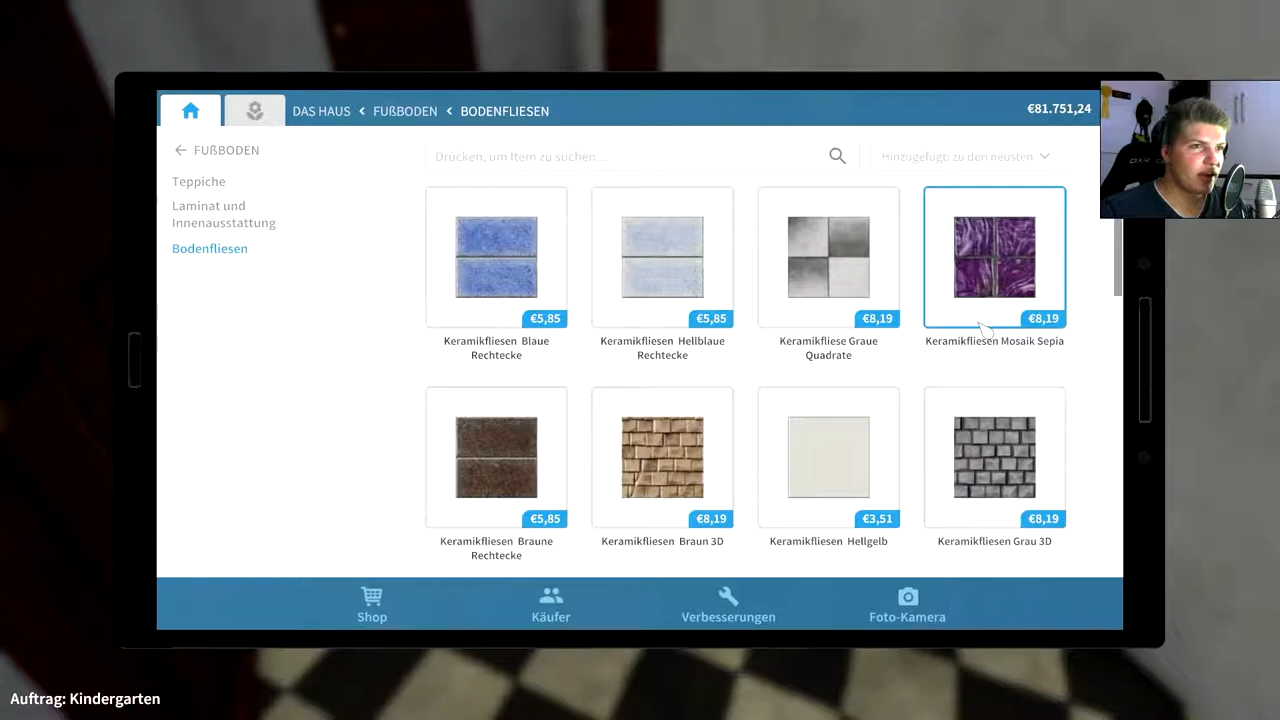 DAS HAUS < FUẞBODEN < BODENFLIESEN
€81.751,24
FUẞBODEN
Teppiche
Laminat und
Innenausstattung
Bodenfliesen
Drücken, um Item zu suchen...
Hinzugefügt: zu den neusten
€5,85
Keramikfliesen Blaue
Rechtecke
€5,85
Keramikfliesen Hellblaue
Rechtecke
€8,19
Keramikfliese Graue
Quadrate
€8,19
Keramikfliesen Mosaik Sepia
€5,85
Keramikfliesen Braune
Rechtecke
€8,19
Keramikfliesen Braun 3D
€3,51
Keramikfliesen Hellgelb
€8,19
Keramikfliesen Grau 3D
Shop
Käufer
Verbesserungen
Foto-Kamera
Auftrag: Kindergarten